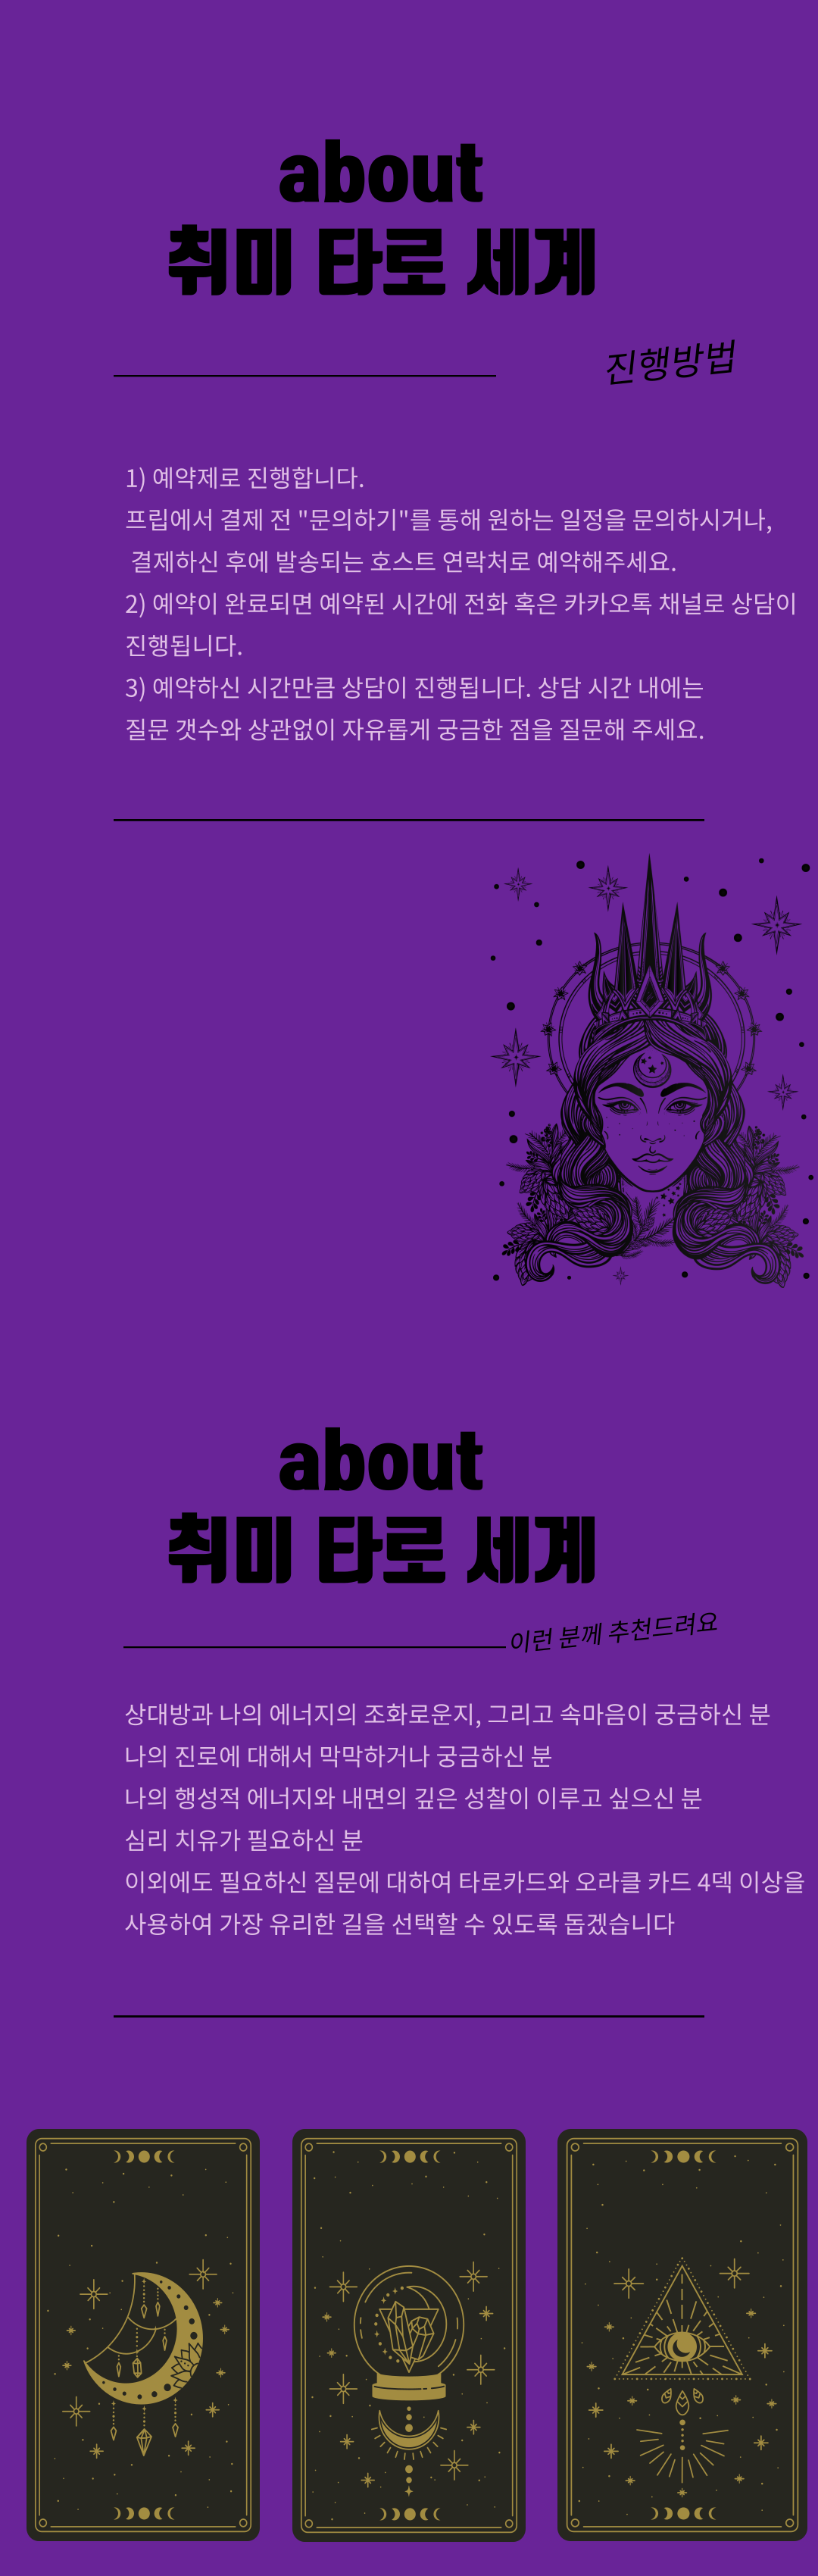 about
취미 타로 세계
진행방법
1) 예약제로 진행합니다.
프립에서 결제 전 "문의하기"를 통해 원하는 일정을 문의하시거나,
결제하신 후에 발송되는 호스트 연락처로 예약해주세요.
2) 예약이 완료되면 예약된 시간에 전화 혹은 카카오톡 채널로 상담이
진행됩니다.
3) 예약하신 시간만큼 상담이 진행됩니다. 상담 시간 내에는
질문 갯수와 상관없이 자유롭게 궁금한 점을 질문해 주세요.
about
취미 타로 세계
이런 분께 추천드려요
상대방과 나의 에너지의 조화로운지, 그리고 속마음이 궁금하신 분
나의 진로에 대해서 막막하거나 궁금하신 분
나의 행성적 에너지와 내면의 깊은 성찰이 이루고 싶으신 분
심리 치유가 필요하신 분
이외에도 필요하신 질문에 대하여 타로카드와 오라클 카드 4덱 이상을
사용하여 가장 유리한 길을 선택할 수 있도록 돕겠습니다